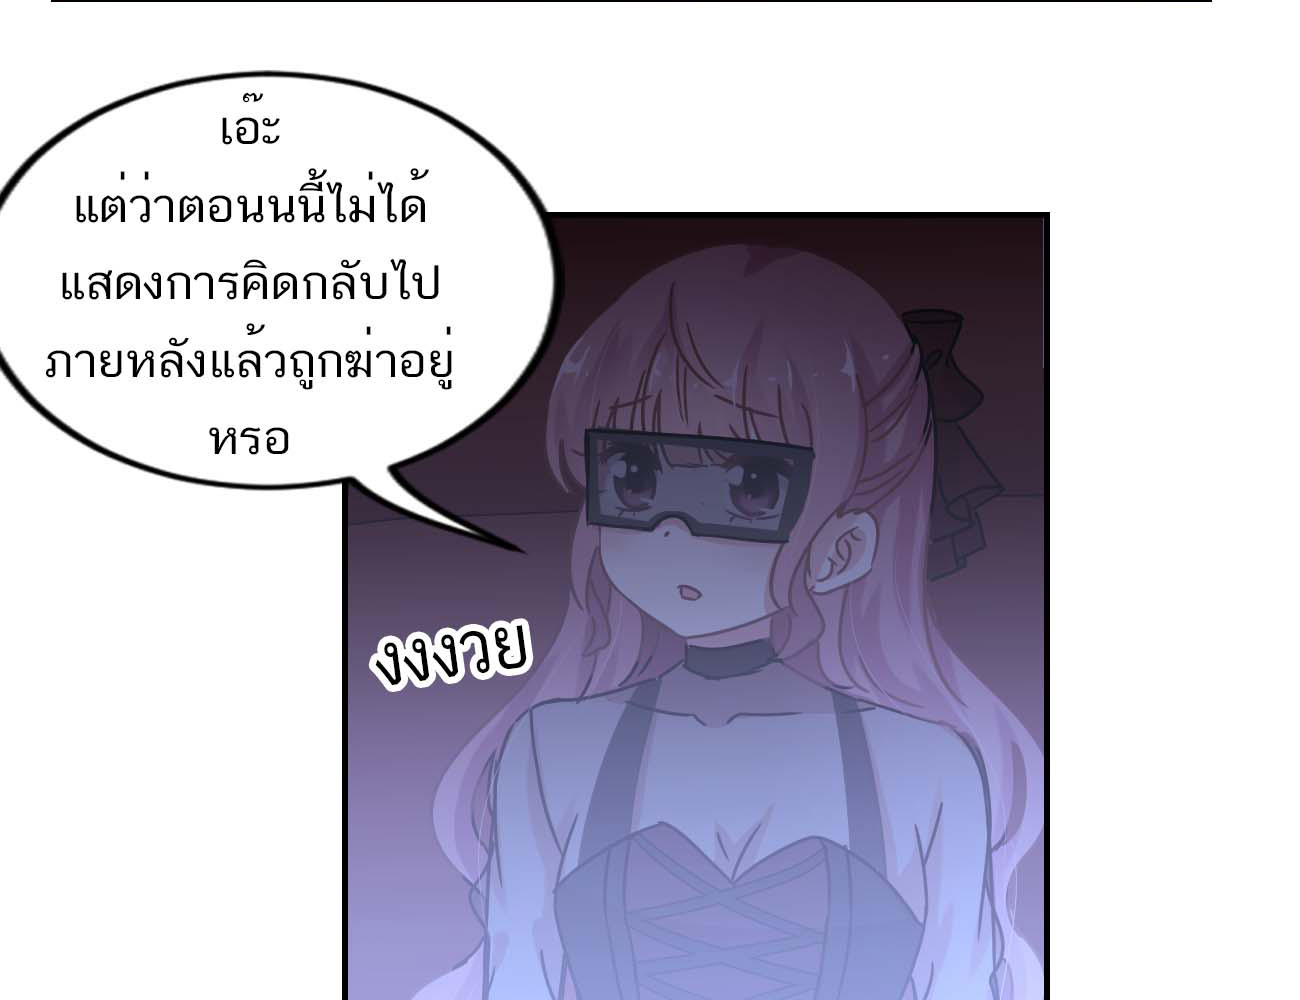 เอ๊ะ
แต่ว่าตอนนนี้ไม่ได้
แสดงการคิดกลับไป
ภายหลังแล้วถูกฆ่าอยู่
หรอ
งงงวย